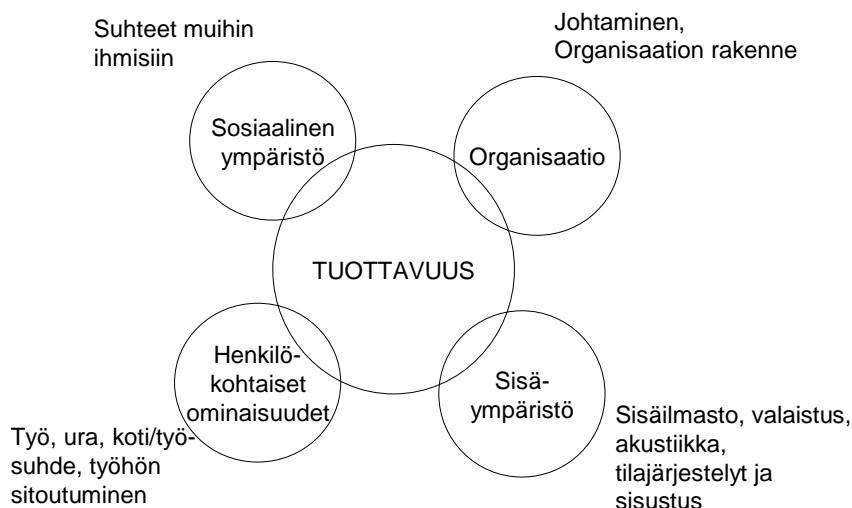 Suhteet muihin
ihmisiin
Johtaminen,
Organisaation rakenne
Sosiaalinen
ympäristö
Organisaatio
TUOTTAVUUS
Henkilö-
kohtaiset
ominaisuudet
Sisä-
ympäristö
Työ, ura, koti/työ-
suhde, työhön
sitoutuminen
Sisäilmasto, valaistus,
akustiikka,
tilajärjestelyt ja
sisustus